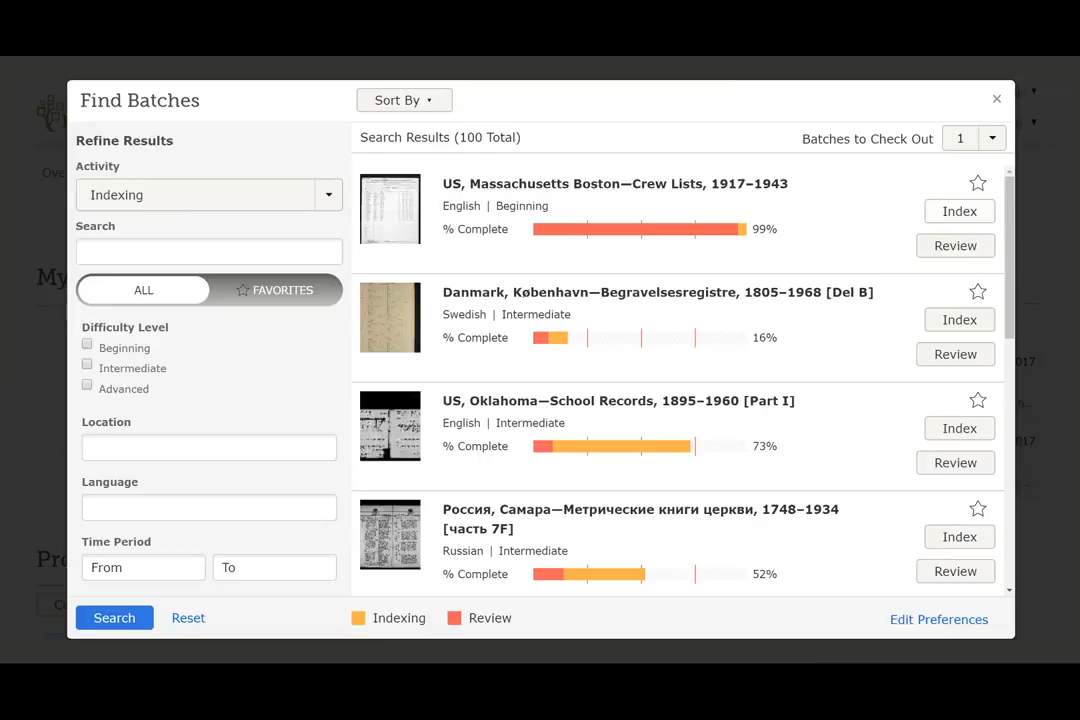 Find Batches
Sort By
Refine Results
Search Results (100 Total)
Batches to Check Out 1
Activity
Indexing
Search
ALL
FAVORITES
Difficulty Level
Beginning
Intermediate
Advanced
Location
Language
Time Period
From
To
Search
Reset
US, Massachusetts Boston—Crew Lists, 1917–1943
English | Beginning
% Complete 99%
Index
Review
Danmark, København—Begravelsesregistre, 1805–1968 [Del B]
Swedish | Intermediate
% Complete 16%
Index
Review
US, Oklahoma—School Records, 1895–1960 [Part I]
English | Intermediate
% Complete 73%
Index
Review
Россия, Самара—Метрические книги церкви, 1748–1934
[часть 7F]
Russian | Intermediate
% Complete 52%
Index
Review
Indexing
Review
Edit Preferences
My